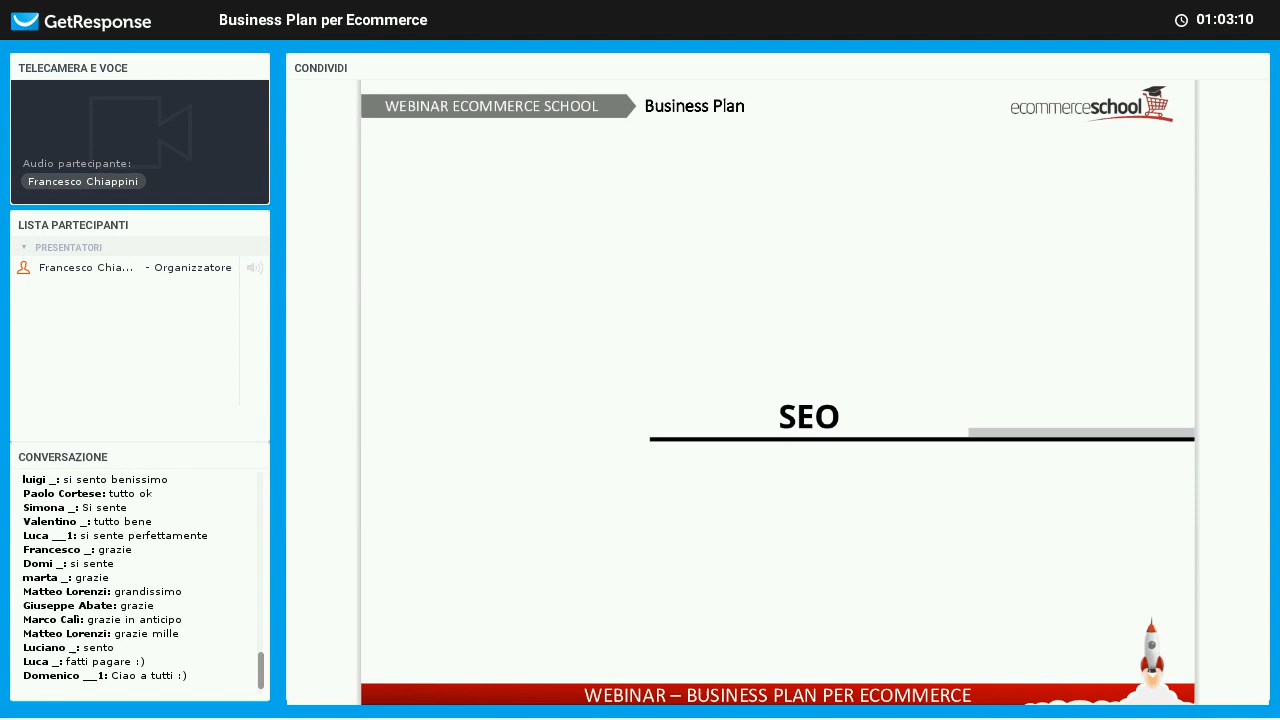 GetResponse
Business Plan per Ecommerce
01:03:10
TELECAMERA E VOCE
Audio partecipante:
Francesco Chiappini
LISTA PARTECIPANTI
PRESENTATORI
Francesco Chia... - Organizzatore
CONVERSAZIONE
luigi _: si sento benissimo
Paolo Cortese: tutto ok
Simona _: Si sente
Valentino _: tutto bene
Luca __1: si sente perfettamente
Francesco _: grazie
Domi _: si sente
marta _: grazie
Matteo Lorenzi: grandissimo
Giuseppe Abate: grazie
Marco Calì: grazie in anticipo
Matteo Lorenzi: grazie mille
Luciano _: sento
Luca _: fatti pagare :)
Domenico __1: Ciao a tutti :)
CONDIVIDI
WEBINAR ECOMMERCE SCHOOL
Business Plan
ecommerceschool
SEO
WEBINAR – BUSINESS PLAN PER ECOMMERCE